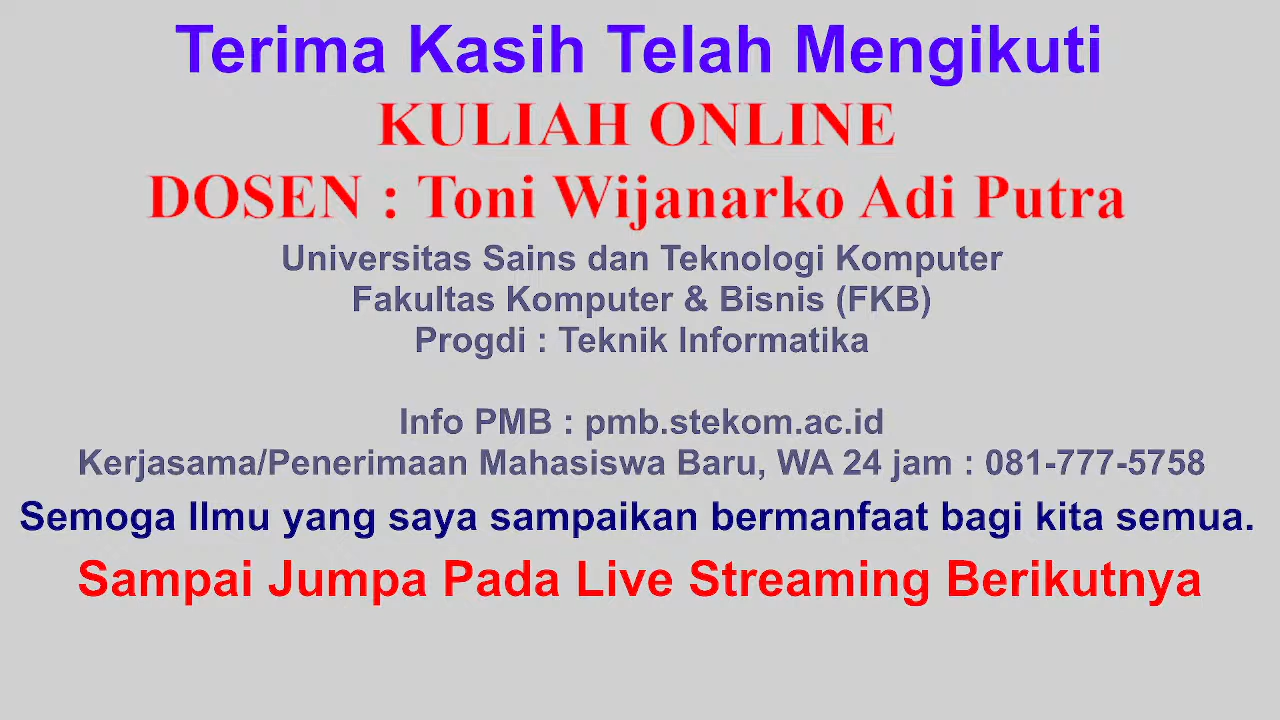 Terima Kasih Telah Mengikuti
KULIAH ONLINE
DOSEN : Toni Wijanarko Adi Putra
Universitas Sains dan Teknologi Komputer
Fakultas Komputer & Bisnis (FKB)
Progdi : Teknik Informatika
Info PMB : pmb.stekom.ac.id
Kerjasama/Penerimaan Mahasiswa Baru, WA 24 jam : 081-777-5758
Semoga Ilmu yang saya sampaikan bermanfaat bagi kita semua.
Sampai Jumpa Pada Live Streaming Berikutnya